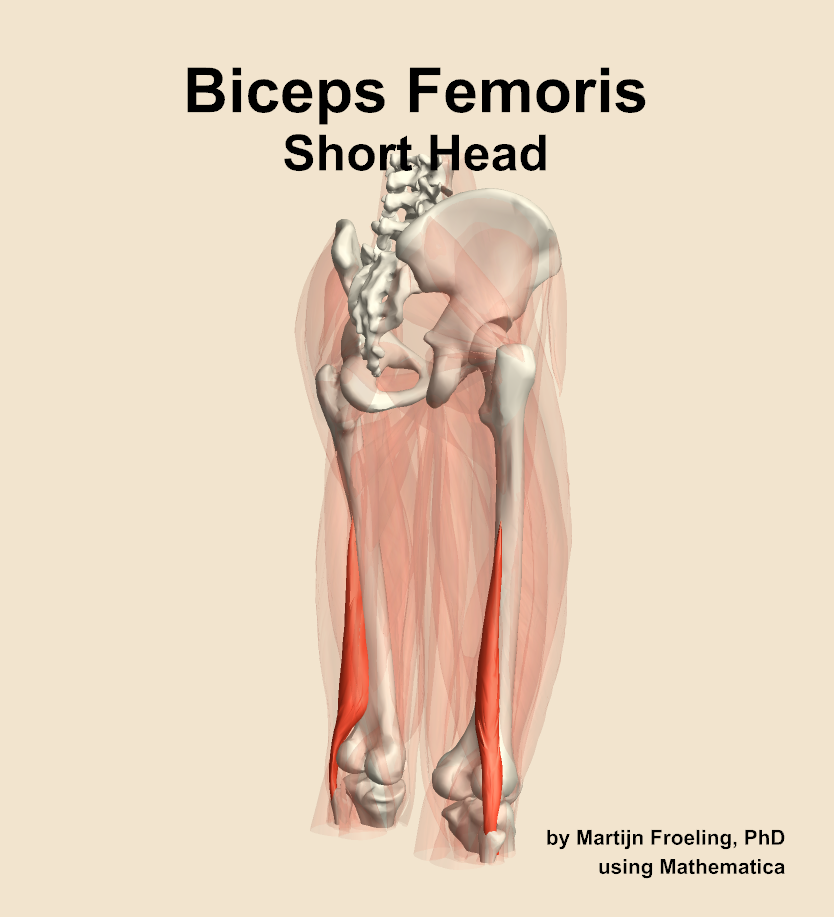 Biceps Femoris
Short Head
by Martijn Froeling, PhD
using Mathematica